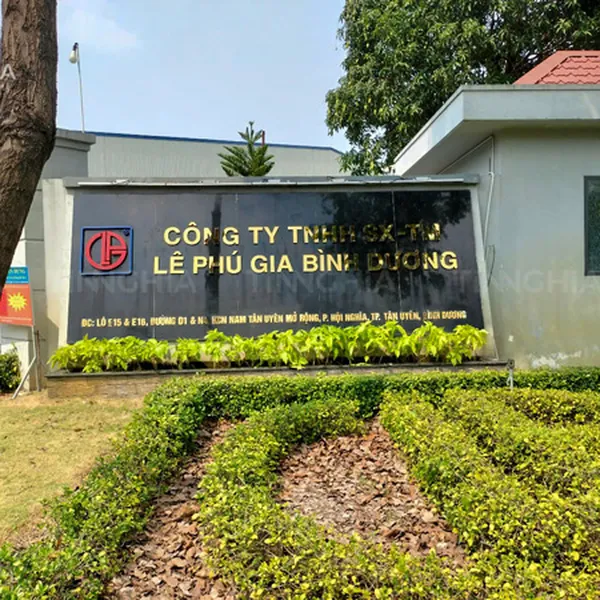 CÔNG TY TNHH SX-TM
LÊ PHÚ GIA BÌNH DƯƠNG
ĐC: LÔ E15 & E16, ĐƯỜNG D1 & N6, KCN NAM TÂN UYÊN MỞ RỘNG, P. HỘI NGHĨA, TP. TÂN UYÊN, BÌNH DƯƠNG